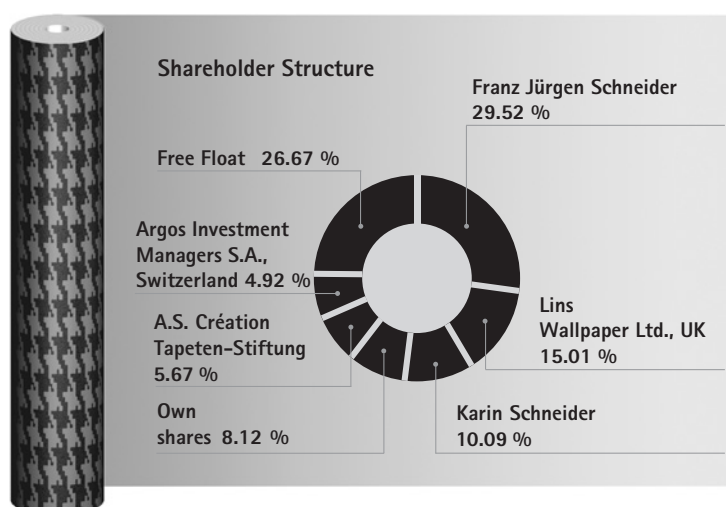 Shareholder Structure
Franz Jürgen Schneider
29.52 %
Free Float 26.67 %
Argos Investment
Managers S.A.,
Switzerland 4.92 %
Lins
Wallpaper Ltd., UK
15.01 %
A.S. Création
Tapeten-Stiftung
5.67 %
Own
shares 8.12 %
Karin Schneider
10.09 %